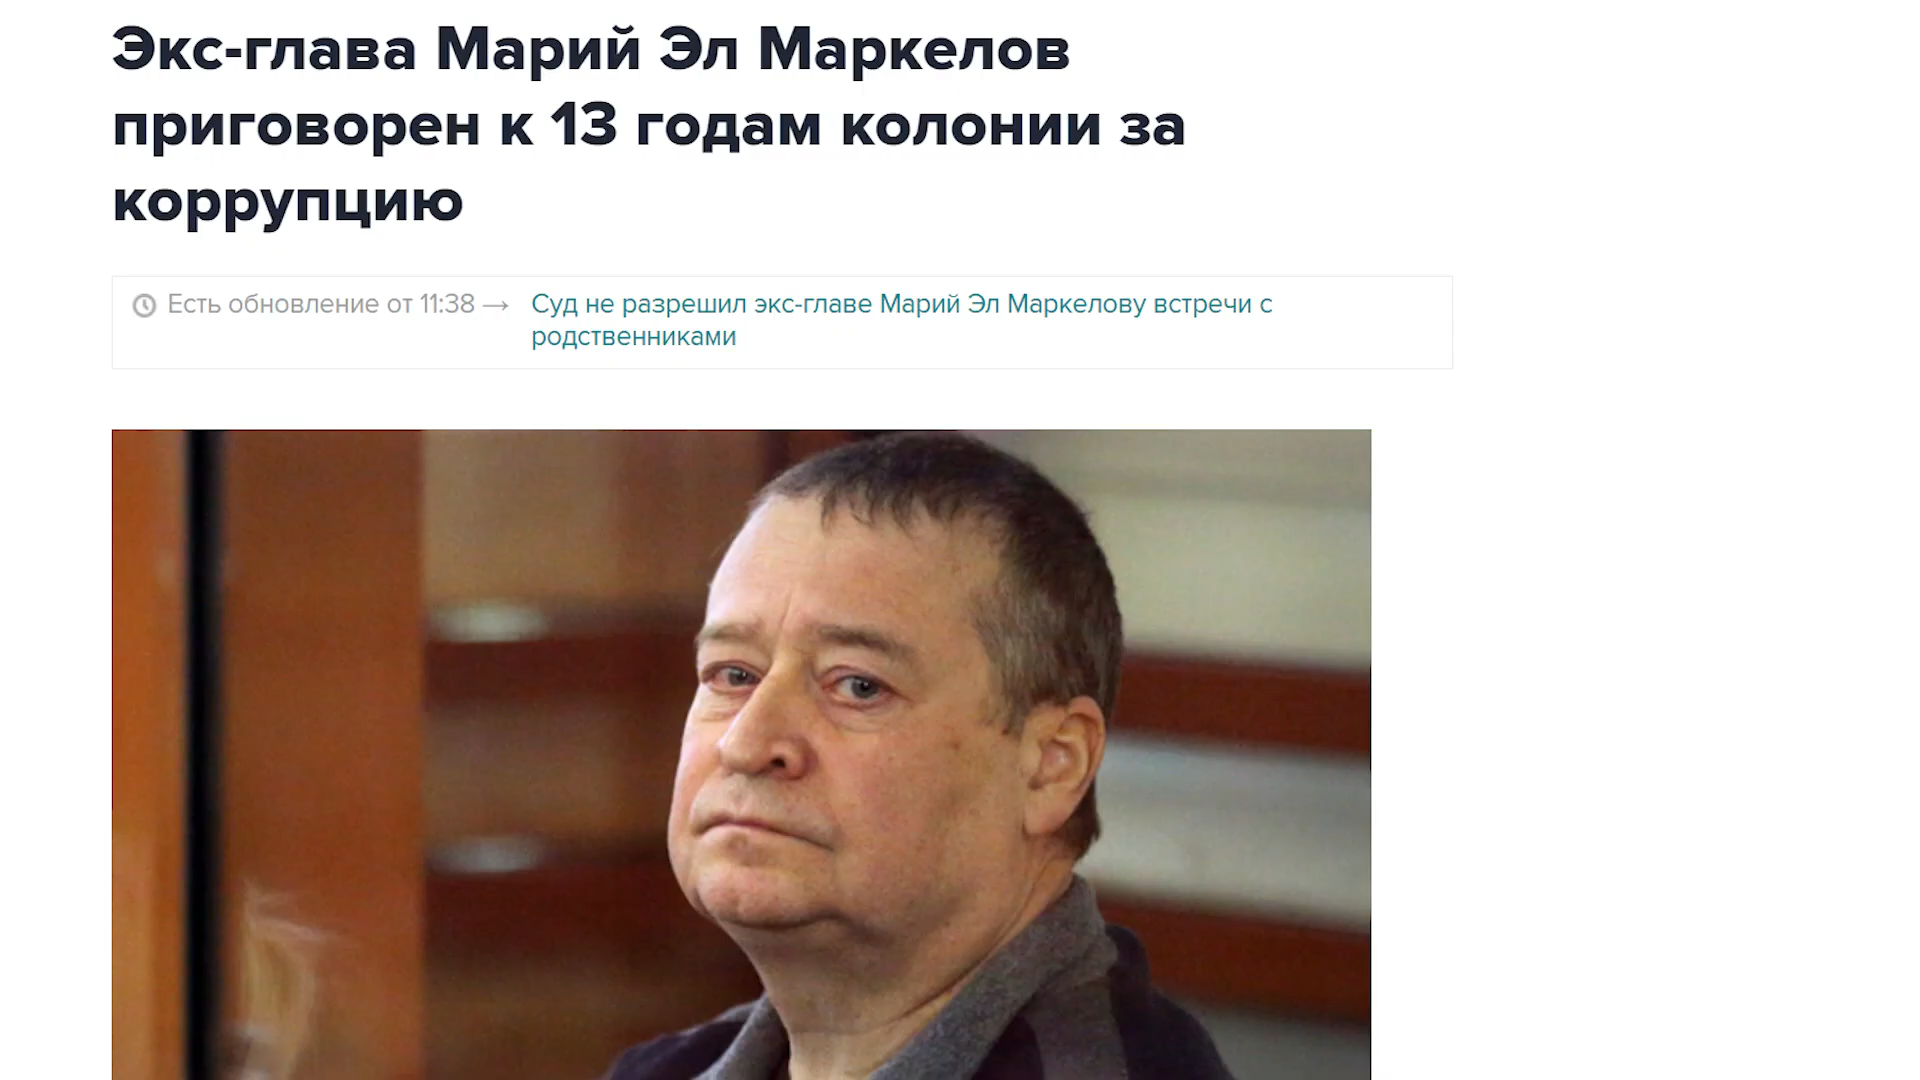 Экс-глава Марий Эл Маркелов
приговорен к 13 годам колонии за
коррупцию
Есть обновление от 11:38 → Суд не разрешил экс-главе Марий Эл Маркелову встречи с
родственниками